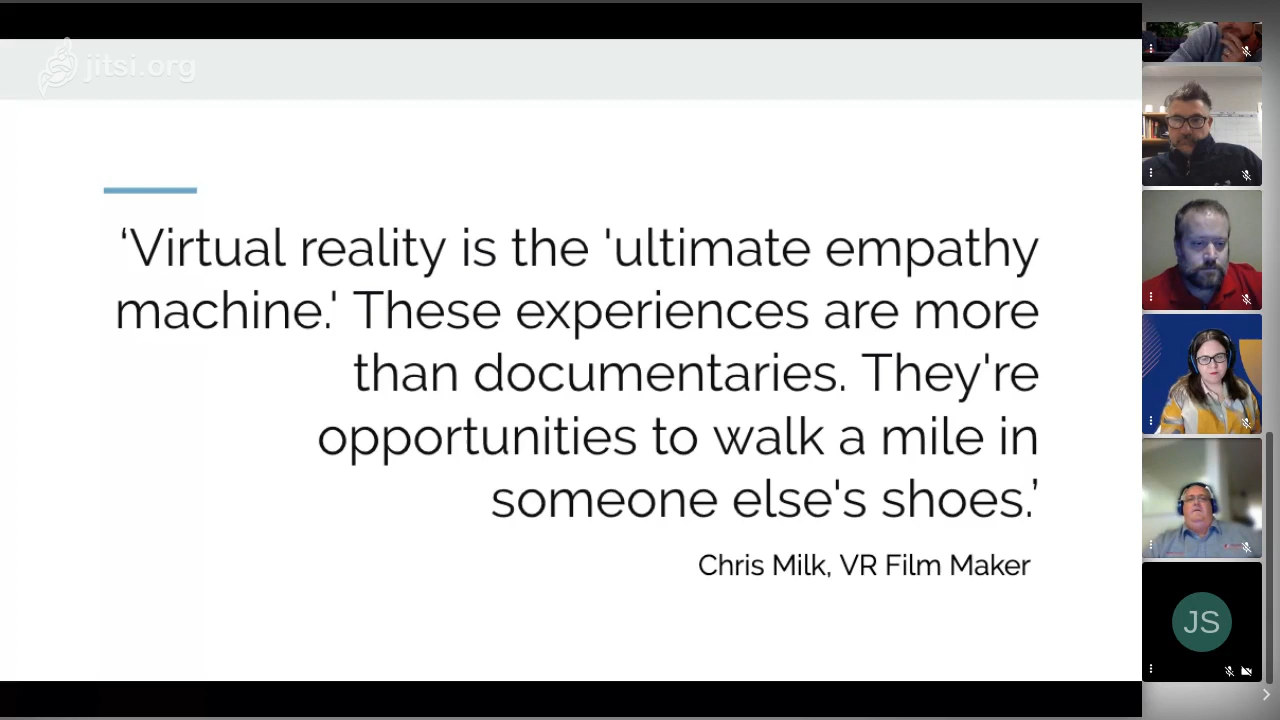 jitsi.org
‘Virtual reality is the 'ultimate empathy
machine.' These experiences are more
than documentaries. They're
opportunities to walk a mile in
someone else's shoes.’
Chris Milk, VR Film Maker
JS